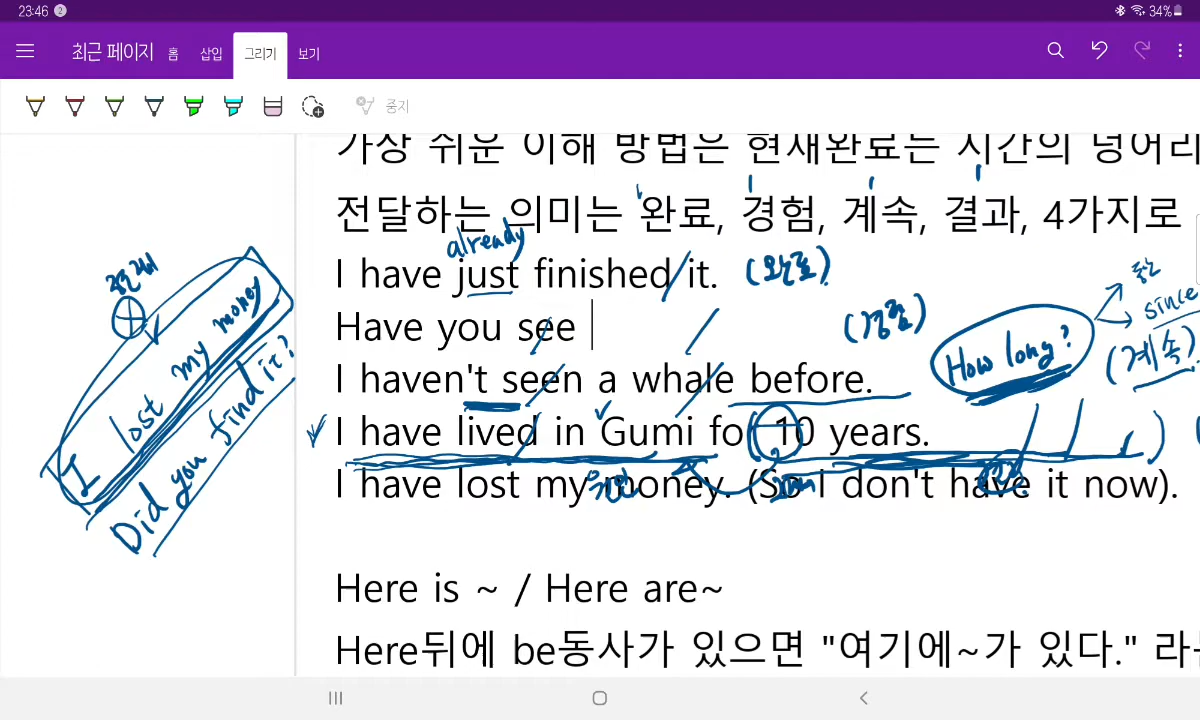 23:46 2 34%
최근 페이지 홈 삽입 그리기 보기
중지
가장 쉬운 이해 방법은 현재완료는 시간의 덩어리
전달하는 의미는 완료, 경험, 계속, 결과, 4가지로
already
I have just finished it. (완료)
Have you see
(경험)
How long?
since
(계속)
I haven't seen a whale before.
I have lived in Gumi fo 10 years.
I have lost my money. (So I don't have it now).
I lost my money
Did you find it?
Here is ~ / Here are~
Here뒤에 be동사가 있으면 "여기에~가 있다." 라